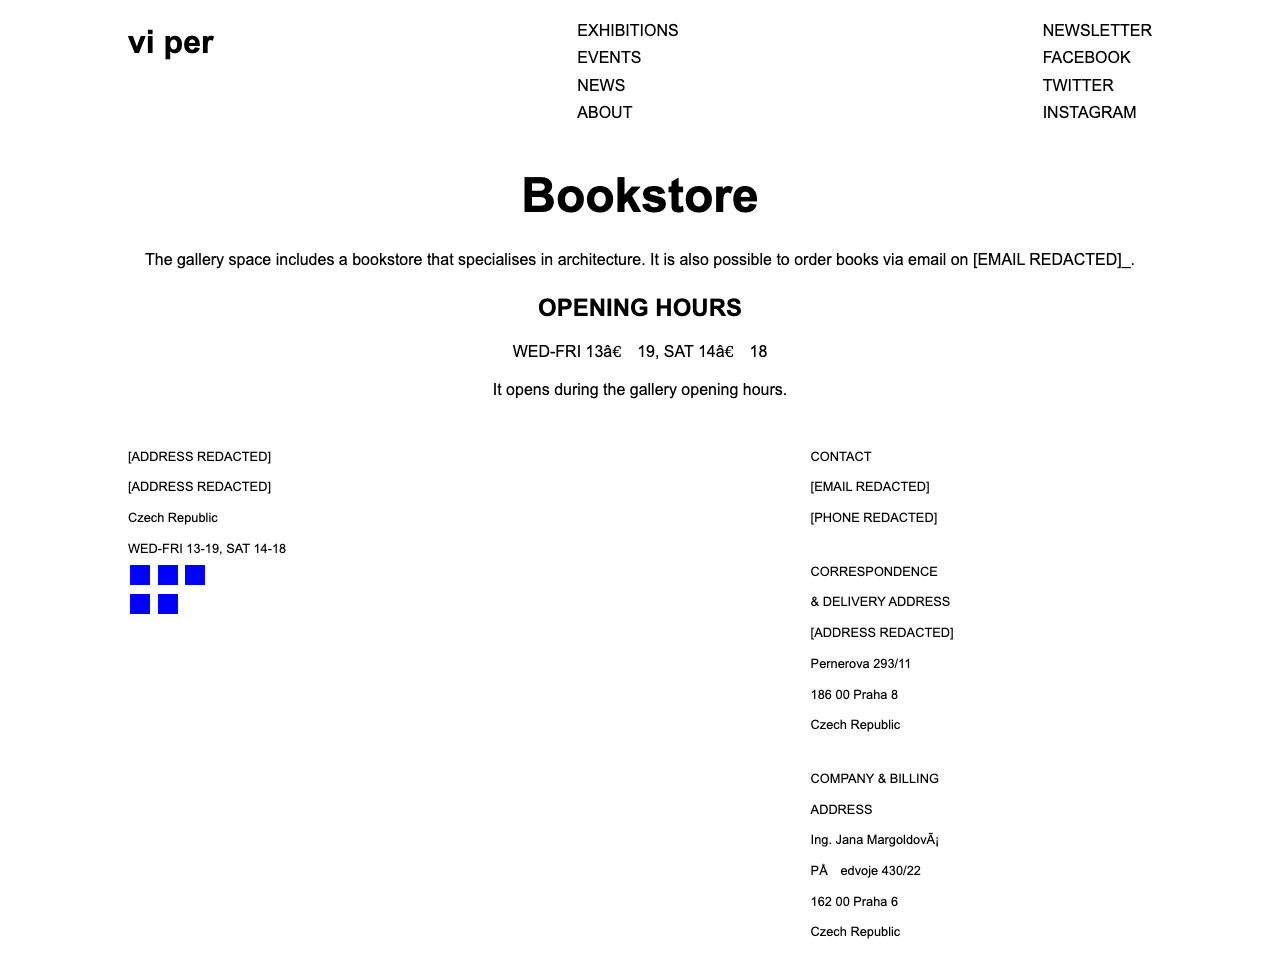 vi per
EXHIBITIONS
EVENTS
NEWS
ABOUT
NEWSLETTER
FACEBOOK
TWITTER
INSTAGRAM
Bookstore
The gallery space includes a bookstore that specialises in architecture. It is also possible to order books via email on [EMAIL REDACTED]_.
OPENING HOURS
WED-FRI 13â€ 19, SAT 14â€ 18
It opens during the gallery opening hours.
[ADDRESS REDACTED]
[ADDRESS REDACTED]
Czech Republic
WED-FRI 13-19, SAT 14-18
CONTACT
[EMAIL REDACTED]
[PHONE REDACTED]
CORRESPONDENCE
& DELIVERY ADDRESS
[ADDRESS REDACTED]
Pernerova 293/11
186 00 Praha 8
Czech Republic
COMPANY & BILLING
ADDRESS
Ing. Jana MargoldovÃ¡
PÅ edvoje 430/22
162 00 Praha 6
Czech Republic